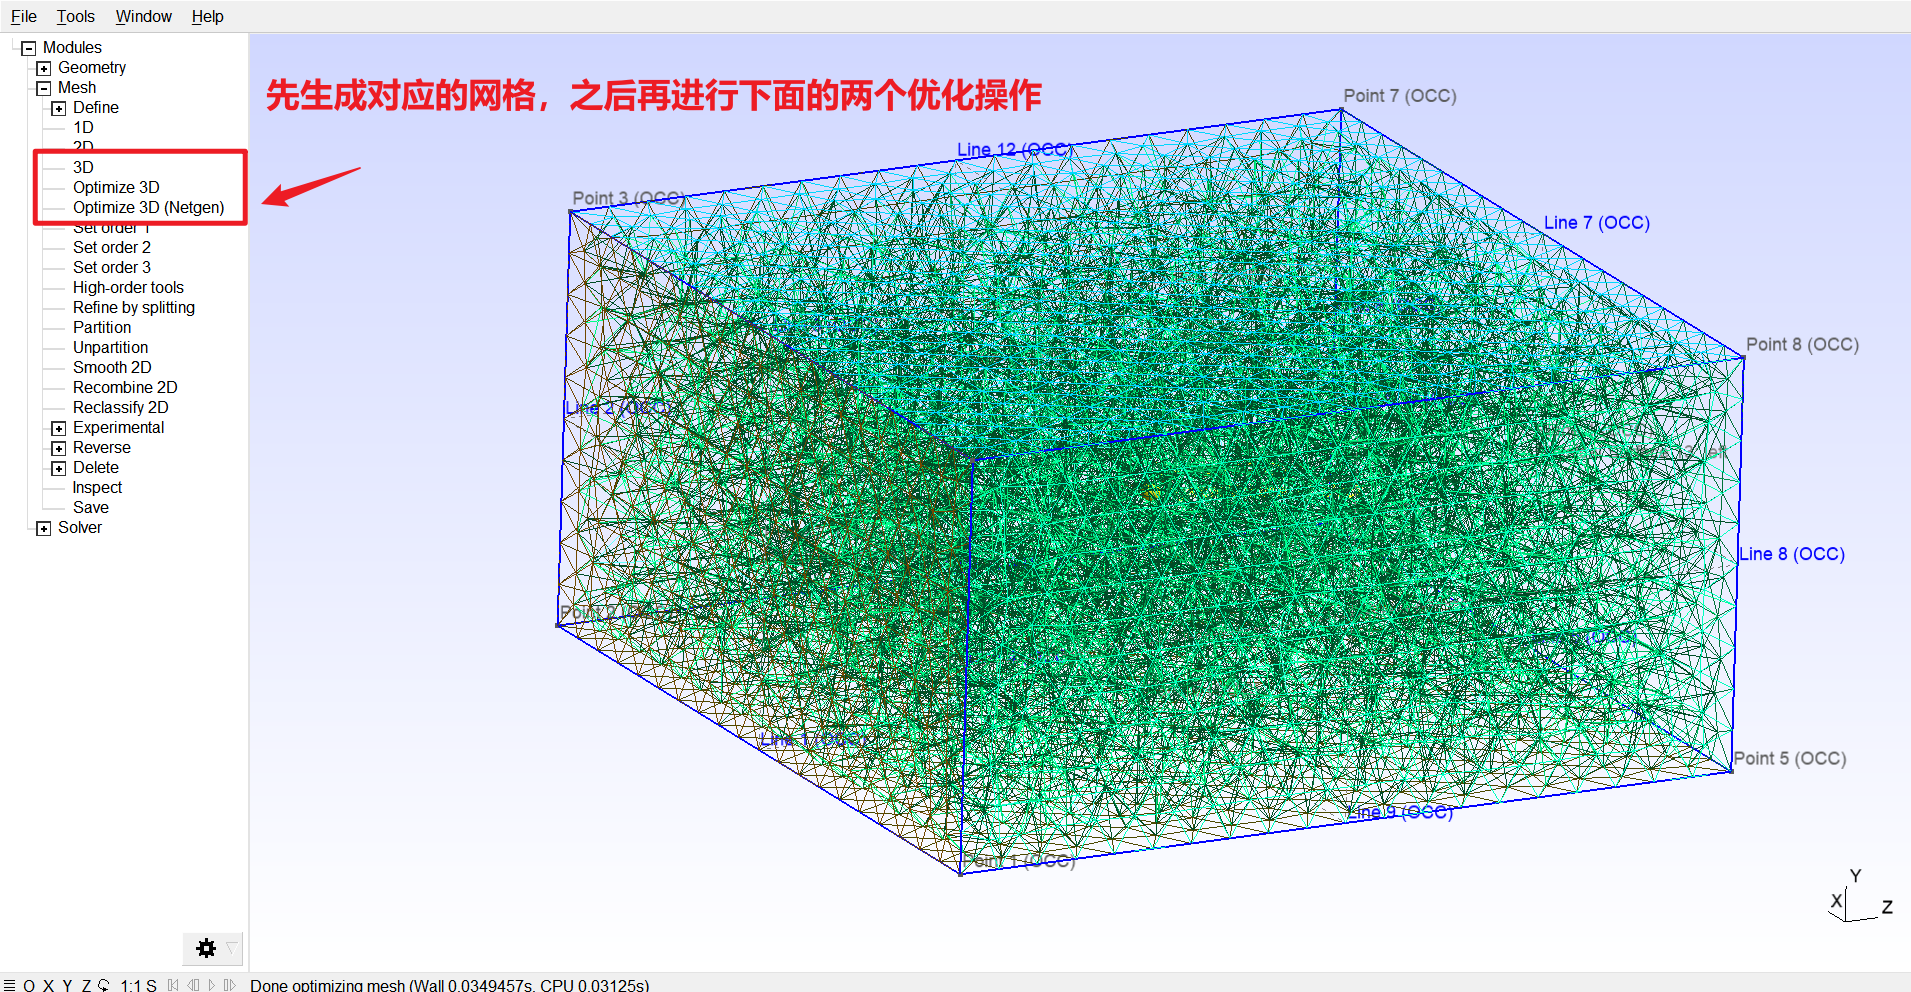 File Tools Window Help
Modules
Geometry
Mesh
Define
1D
2D
3D
Optimize 3D
Optimize 3D (Netgen)
Set order 1
Set order 2
Set order 3
High-order tools
Refine by splitting
Partition
Unpartition
Smooth 2D
Recombine 2D
Reclassify 2D
Experimental
Reverse
Delete
Inspect
Save
Solver
先生成对应的网格，之后再进行下面的两个优化操作
Point 7 (OCC)
Line 12 (OCC)
Point 3 (OCC)
Line 7 (OCC)
Point 8 (OCC)
Line 2 (OCC)
Line 8 (OCC)
Point 2
Line 1 (OCC)
Point 5 (OCC)
Line 9 (OCC)
Point 1 (OCC)
Y
X
Z
O X Y Z 1:1 S Done optimizing mesh (Wall 0.0349457s, CPU 0.03125s)